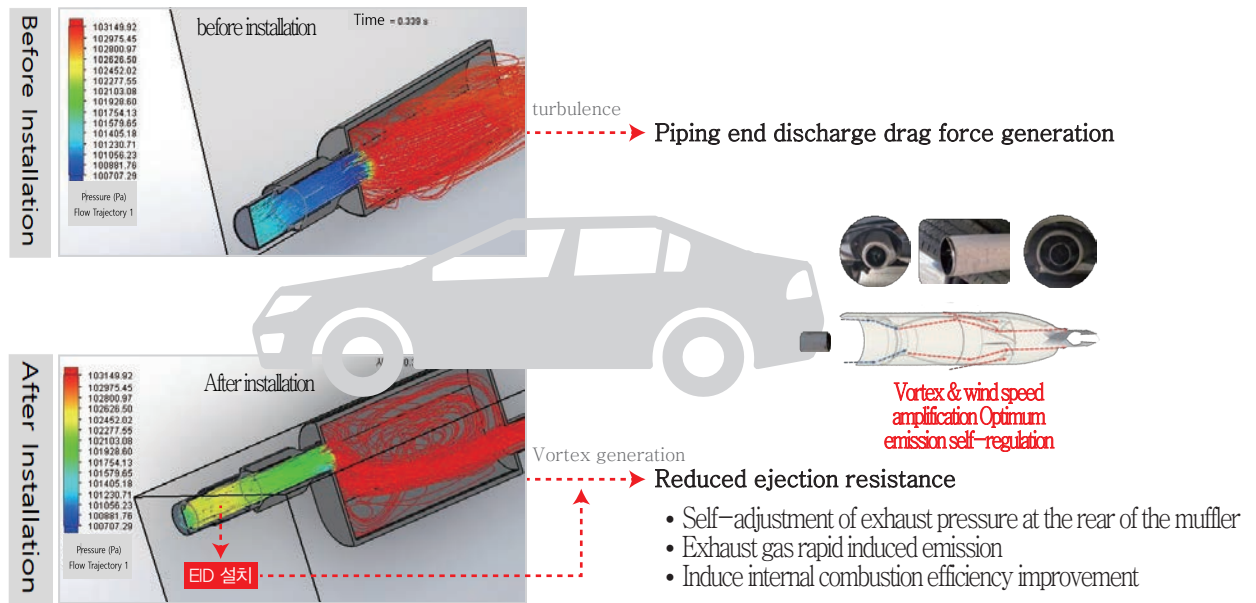 Before Installation
103149.92
102975.45
102800.97
102626.50
102452.02
102277.55
102103.08
101928.60
101754.13
101579.65
101405.18
101230.71
101056.23
100881.76
100707.29
Pressure (Pa)
Flow Trajectory 1
before installation
Time = 0.339 s
turbulence
Piping end discharge drag force generation
Vortex & wind speed
amplification Optimum
emission self-regulation
After Installation
103149.92
102975.45
102800.97
102626.50
102452.02
102277.55
102103.08
101928.60
101754.13
101579.65
101405.18
101230.71
101056.23
100881.76
100707.29
Pressure (Pa)
Flow Trajectory 1
After installation
EID 설치
Vortex generation
Reduced ejection resistance
• Self-adjustment of exhaust pressure at the rear of the muffler
• Exhaust gas rapid induced emission
• Induce internal combustion efficiency improvement